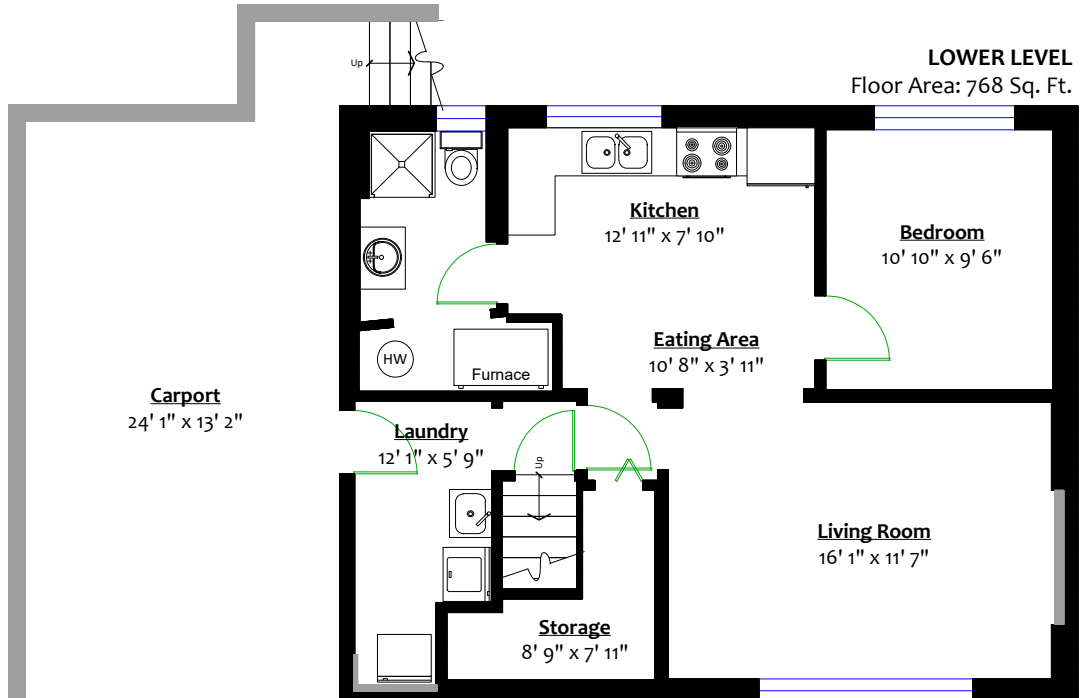 LOWER LEVEL
Floor Area: 768 Sq. Ft.
Up
Kitchen
12' 11" x 7' 10"
Bedroom
10' 10" x 9' 6"
Eating Area
10' 8" x 3' 11"
HW
Furnace
Carport
24' 1" x 13' 2"
Laundry
12' 1" x 5' 9"
Up
Living Room
16' 1" x 11' 7"
Storage
8' 9" x 7' 11"